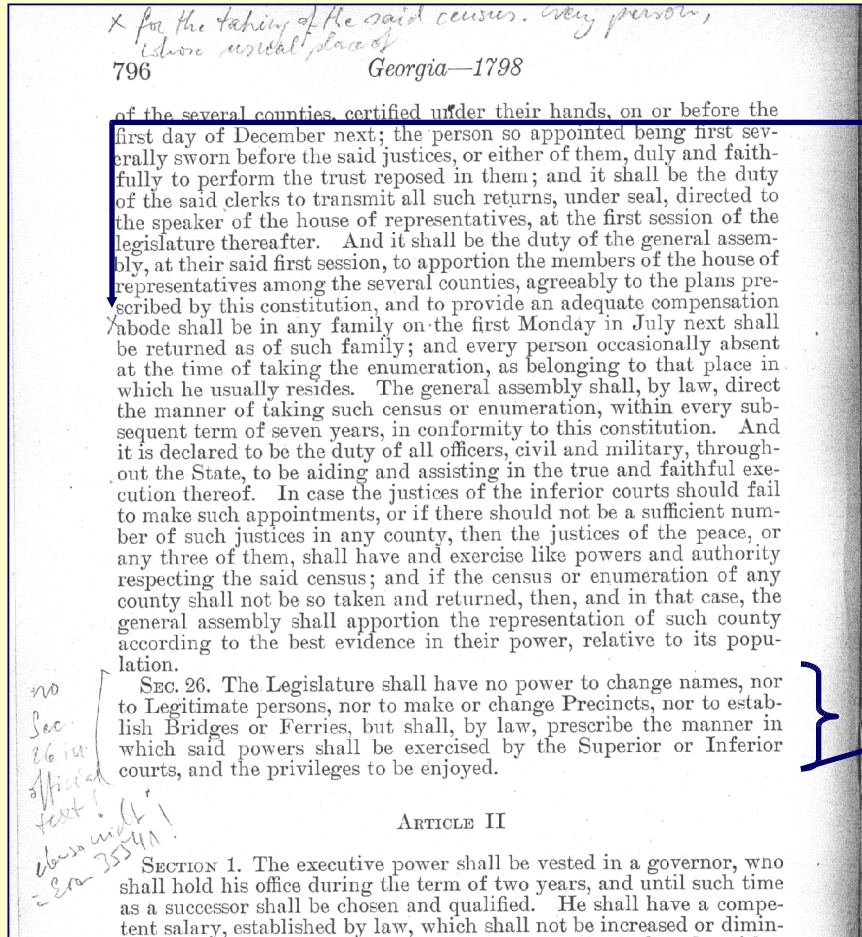 x for the taking of the said census. Every person,
whose usual place of
796 Georgia—1798
of the several counties, certified under their hands, on or before the
first day of December next; the person so appointed being first sev-
erally sworn before the said justices, or either of them, duly and faith-
fully to perform the trust reposed in them; and it shall be the duty
of the said clerks to transmit all such returns, under seal, directed to
the speaker of the house of representatives, at the first session of the
legislature thereafter. And it shall be the duty of the general assem-
bly, at their said first session, to apportion the members of the house of
representatives among the several counties, agreeably to the plans pre-
scribed by this constitution, and to provide an adequate compensation
x abode shall be in any family on the first Monday in July next shall
be returned as of such family; and every person occasionally absent
at the time of taking the enumeration, as belonging to that place in
which he usually resides. The general assembly shall, by law, direct
the manner of taking such census or enumeration, within every sub-
sequent term of seven years, in conformity to this constitution. And
it is declared to be the duty of all officers, civil and military, through-
out the State, to be aiding and assisting in the true and faithful exe-
cution thereof. In case the justices of the inferior courts should fail
to make such appointments, or if there should not be a sufficient num-
ber of such justices in any county, then the justices of the peace, or
any three of them, shall have and exercise like powers and authority
respecting the said census; and if the census or enumeration of any
county shall not be so taken and returned, then, and in that case, the
general assembly shall apportion the representation of such county
according to the best evidence in their power, relative to its popu-
lation.
SEC. 26. The Legislature shall have no power to change names, nor
to Legitimate persons, nor to make or change Precincts, nor to estab-
lish Bridges or Ferries, but shall, by law, prescribe the manner in
which said powers shall be exercised by the Superior or Inferior
courts, and the privileges to be enjoyed.
no
Sec.
26 in
official
text!
ebso nicht
ARTICLE II
SECTION 1. The executive power shall be vested in a governor, who
shall hold his office during the term of two years, and until such time
as a successor shall be chosen and qualified. He shall have a compe-
tent salary, established by law, which shall not be increased or dimin-